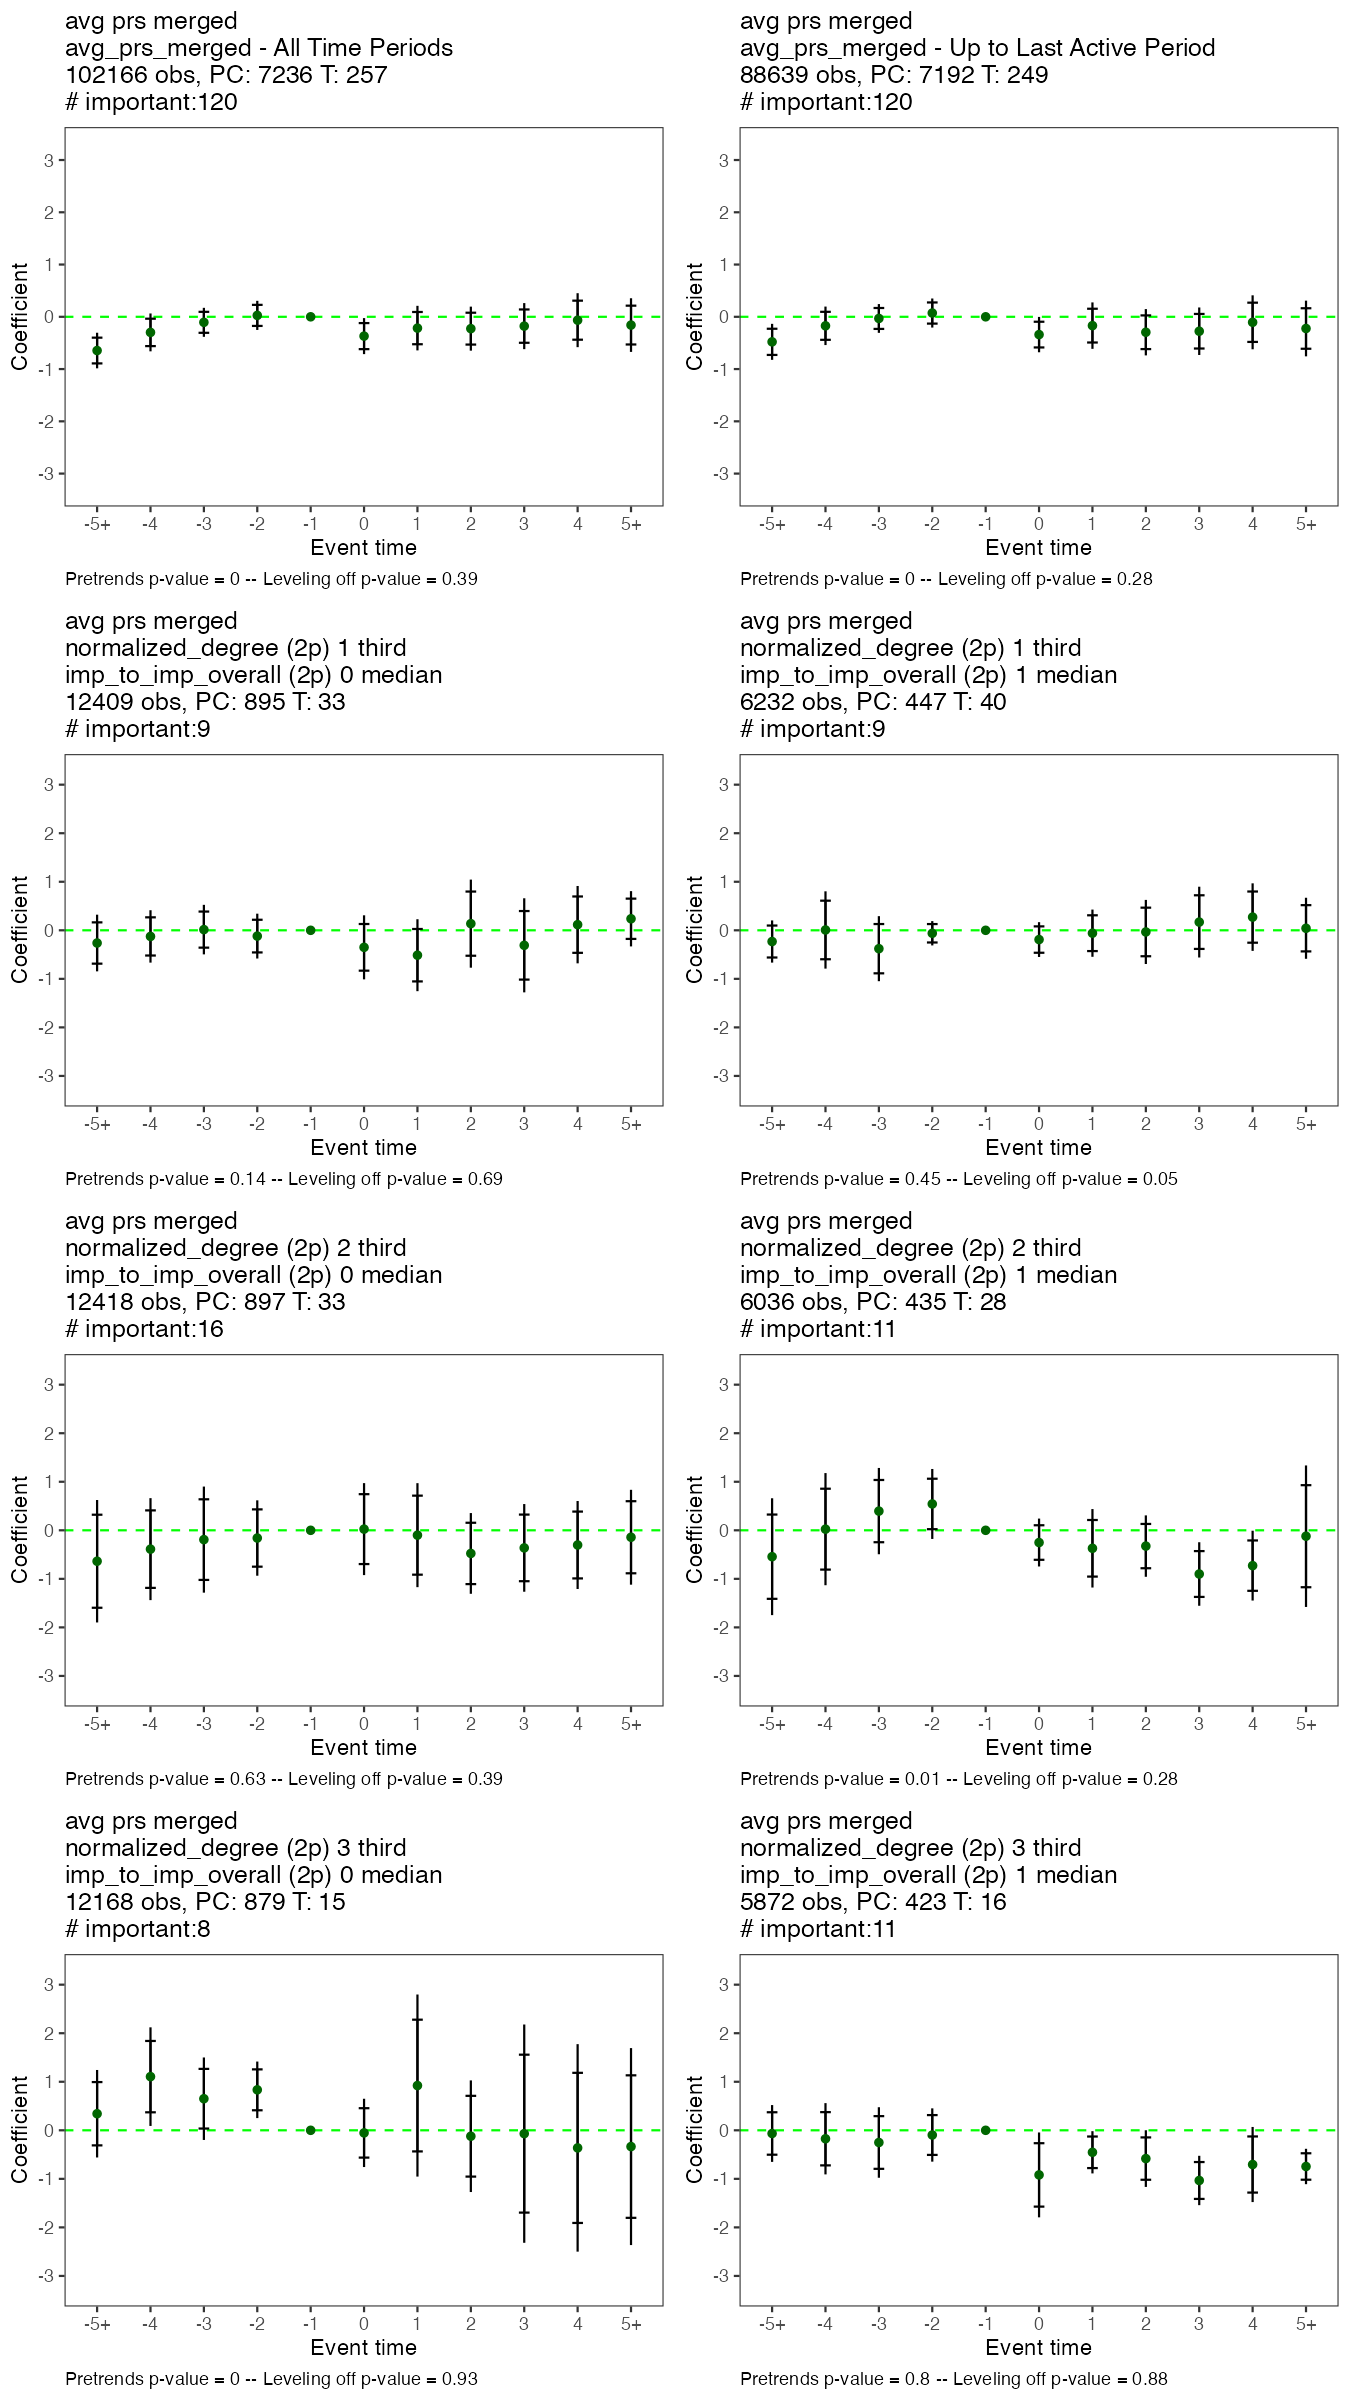 avg prs merged
avg_prs_merged - All Time Periods
102166 obs, PC: 7236 T: 257
# important:120
3
2
1
0
-1
-2
-3
Coefficient
-5+ -4 -3 -2 -1 0 1 2 3 4 5+
Event time
Pretrends p-value = 0 -- Leveling off p-value = 0.39
avg prs merged
avg_prs_merged - Up to Last Active Period
88639 obs, PC: 7192 T: 249
# important:120
3
2
1
0
-1
-2
-3
Coefficient
-5+ -4 -3 -2 -1 0 1 2 3 4 5+
Event time
Pretrends p-value = 0 -- Leveling off p-value = 0.28
avg prs merged
normalized_degree (2p) 1 third
imp_to_imp_overall (2p) 0 median
12409 obs, PC: 895 T: 33
# important:9
3
2
1
0
-1
-2
-3
Coefficient
-5+ -4 -3 -2 -1 0 1 2 3 4 5+
Event time
Pretrends p-value = 0.14 -- Leveling off p-value = 0.69
avg prs merged
normalized_degree (2p) 1 third
imp_to_imp_overall (2p) 1 median
6232 obs, PC: 447 T: 40
# important:9
3
2
1
0
-1
-2
-3
Coefficient
-5+ -4 -3 -2 -1 0 1 2 3 4 5+
Event time
Pretrends p-value = 0.45 -- Leveling off p-value = 0.05
avg prs merged
normalized_degree (2p) 2 third
imp_to_imp_overall (2p) 0 median
12418 obs, PC: 897 T: 33
# important:16
3
2
1
0
-1
-2
-3
Coefficient
-5+ -4 -3 -2 -1 0 1 2 3 4 5+
Event time
Pretrends p-value = 0.63 -- Leveling off p-value = 0.39
avg prs merged
normalized_degree (2p) 2 third
imp_to_imp_overall (2p) 1 median
6036 obs, PC: 435 T: 28
# important:11
3
2
1
0
-1
-2
-3
Coefficient
-5+ -4 -3 -2 -1 0 1 2 3 4 5+
Event time
Pretrends p-value = 0.01 -- Leveling off p-value = 0.28
avg prs merged
normalized_degree (2p) 3 third
imp_to_imp_overall (2p) 0 median
12168 obs, PC: 879 T: 15
# important:8
3
2
1
0
-1
-2
-3
Coefficient
-5+ -4 -3 -2 -1 0 1 2 3 4 5+
Event time
Pretrends p-value = 0 -- Leveling off p-value = 0.93
avg prs merged
normalized_degree (2p) 3 third
imp_to_imp_overall (2p) 1 median
5872 obs, PC: 423 T: 16
# important:11
3
2
1
0
-1
-2
-3
Coefficient
-5+ -4 -3 -2 -1 0 1 2 3 4 5+
Event time
Pretrends p-value = 0.8 -- Leveling off p-value = 0.88